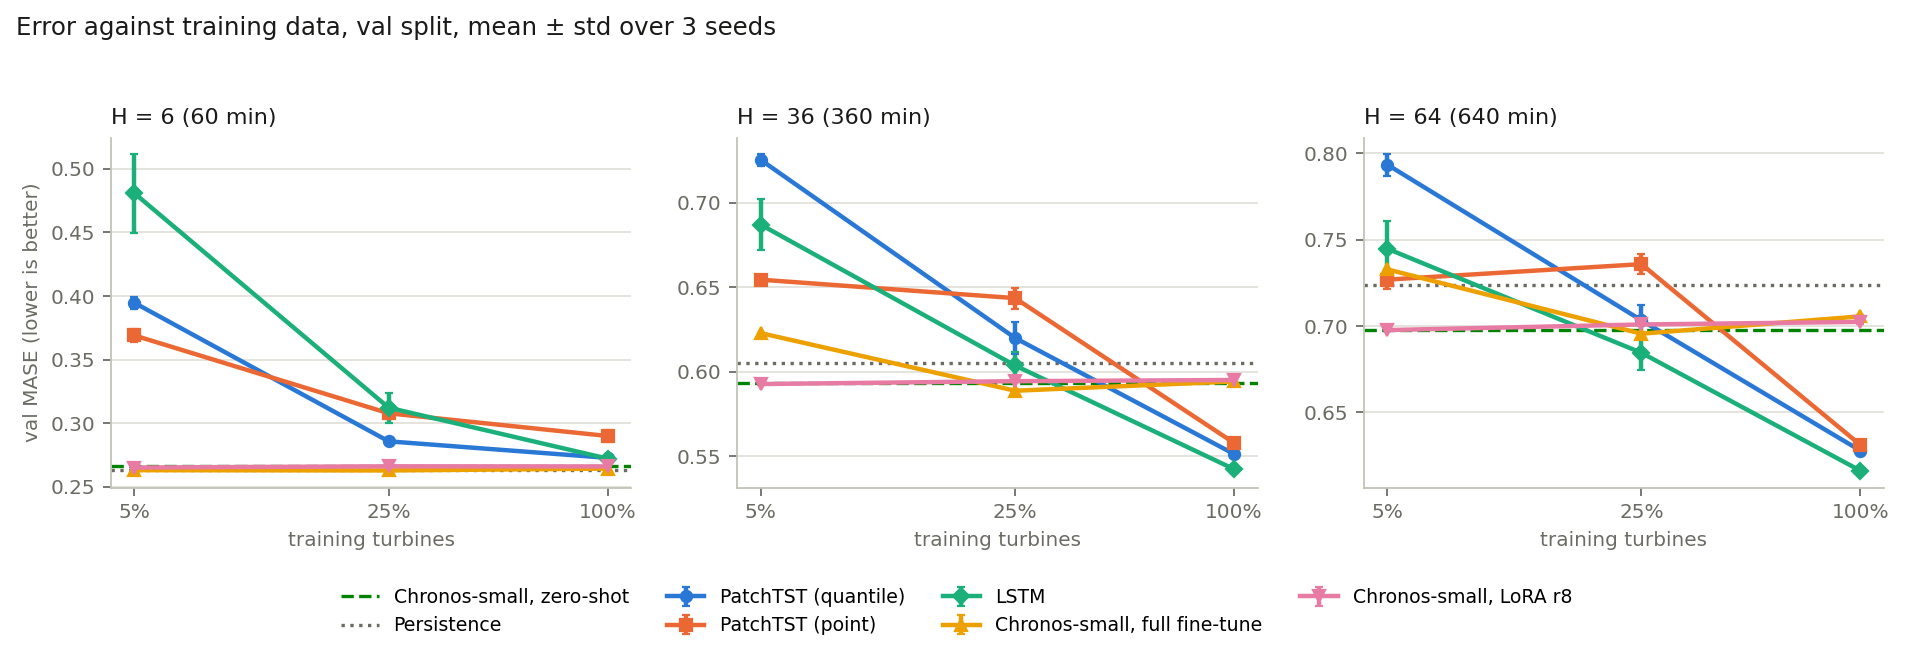 Error against training data, val split, mean ± std over 3 seeds
H = 6 (60 min)
H = 36 (360 min)
H = 64 (640 min)
val MASE (lower is better)
0.50
0.45
0.40
0.35
0.30
0.25
5%
25%
100%
training turbines
0.70
0.65
0.60
0.55
5%
25%
100%
training turbines
0.80
0.75
0.70
0.65
5%
25%
100%
training turbines
Chronos-small, zero-shot
Persistence
PatchTST (quantile)
PatchTST (point)
LSTM
Chronos-small, full fine-tune
Chronos-small, LoRA r8